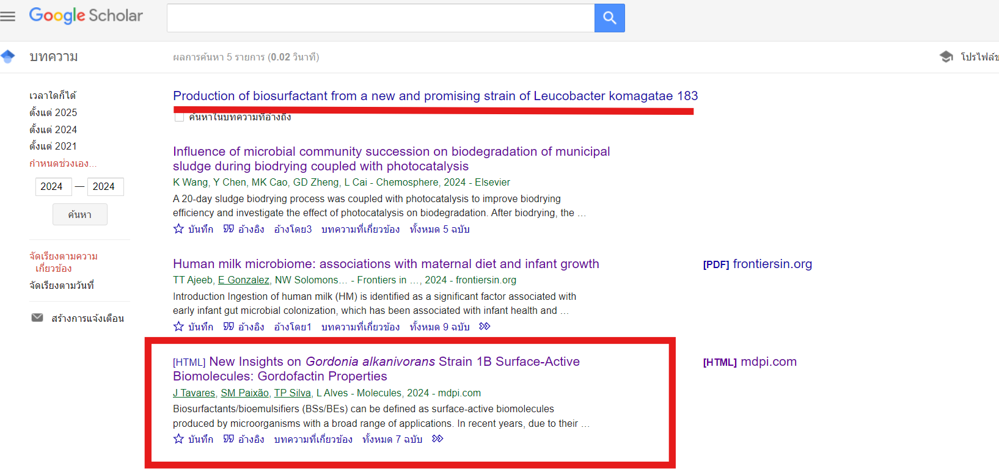 Google Scholar
บทความ
ผลการค้นหา 5 รายการ (0.02 วินาที)
โปรไฟล์ข
เวลาใดก็ได้
ตั้งแต่ 2025
ตั้งแต่ 2024
ตั้งแต่ 2021
กำหนดช่วงเอง...
2024 — 2024
ค้นหา
จัดเรียงตามความ
เกี่ยวข้อง
จัดเรียงตามวันที่
สร้างการแจ้งเตือน
Production of biosurfactant from a new and promising strain of Leucobacter komagatae 183
ค้นหาในบทความที่อ้างถึง
Influence of microbial community succession on biodegradation of municipal
sludge during biodrying coupled with photocatalysis
K Wang, Y Chen, MK Cao, GD Zheng, L Cai - Chemosphere, 2024 - Elsevier
A 20-day sludge biodrying process was coupled with photocatalysis to improve biodrying
efficiency and investigate the effect of photocatalysis on biodegradation. After biodrying, the …
บันทึก อ้างอิง อ้างโดย3 บทความที่เกี่ยวข้อง ทั้งหมด 5 ฉบับ
Human milk microbiome: associations with maternal diet and infant growth
[PDF] frontiersin.org
TT Ajeeb, E Gonzalez, NW Solomons… - Frontiers in …, 2024 - frontiersin.org
Introduction Ingestion of human milk (HM) is identified as a significant factor associated with
early infant gut microbial colonization, which has been associated with infant health and …
บันทึก อ้างอิง อ้างโดย1 บทความที่เกี่ยวข้อง ทั้งหมด 9 ฉบับ
[HTML] New Insights on Gordonia alkanivorans Strain 1B Surface-Active
Biomolecules: Gordofactin Properties
[HTML] mdpi.com
J Tavares, SM Paixão, TP Silva, L Alves - Molecules, 2024 - mdpi.com
Biosurfactants/bioemulsifiers (BSs/BEs) can be defined as surface-active biomolecules
produced by microorganisms with a broad range of applications. In recent years, due to their …
บันทึก อ้างอิง บทความที่เกี่ยวข้อง ทั้งหมด 7 ฉบับ